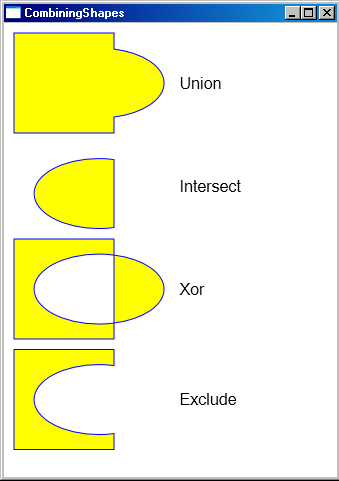 CombiningShapes
Union
Intersect
Xor
Exclude